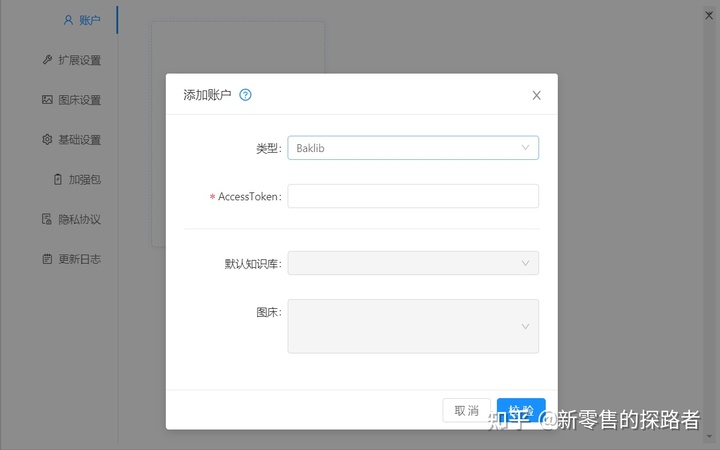 账户
扩展设置
图床设置
基础设置
加强包
隐私协议
更新日志
添加账户
类型:
Baklib
* AccessToken:
默认知识库:
图床:
取消
校验
知乎 @新零售的探路者